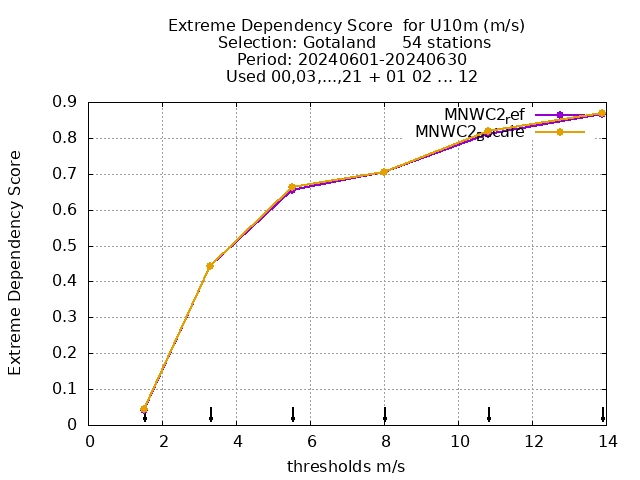 Extreme Dependency Score for U10m (m/s)
Selection: Gotaland 54 stations
Period: 20240601-20240630
Used 00,03,...,21 + 01 02 ... 12
MNWC2ref
Extreme Dependency Score
0.9
0.8
0.7
0.6
0.5
0.4
0.3
0.2
0.1
0
0 2 4 6 8 10 12 14
thresholds m/s